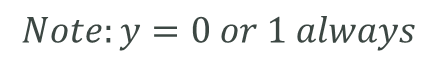 Note: y = 0 or 1 always